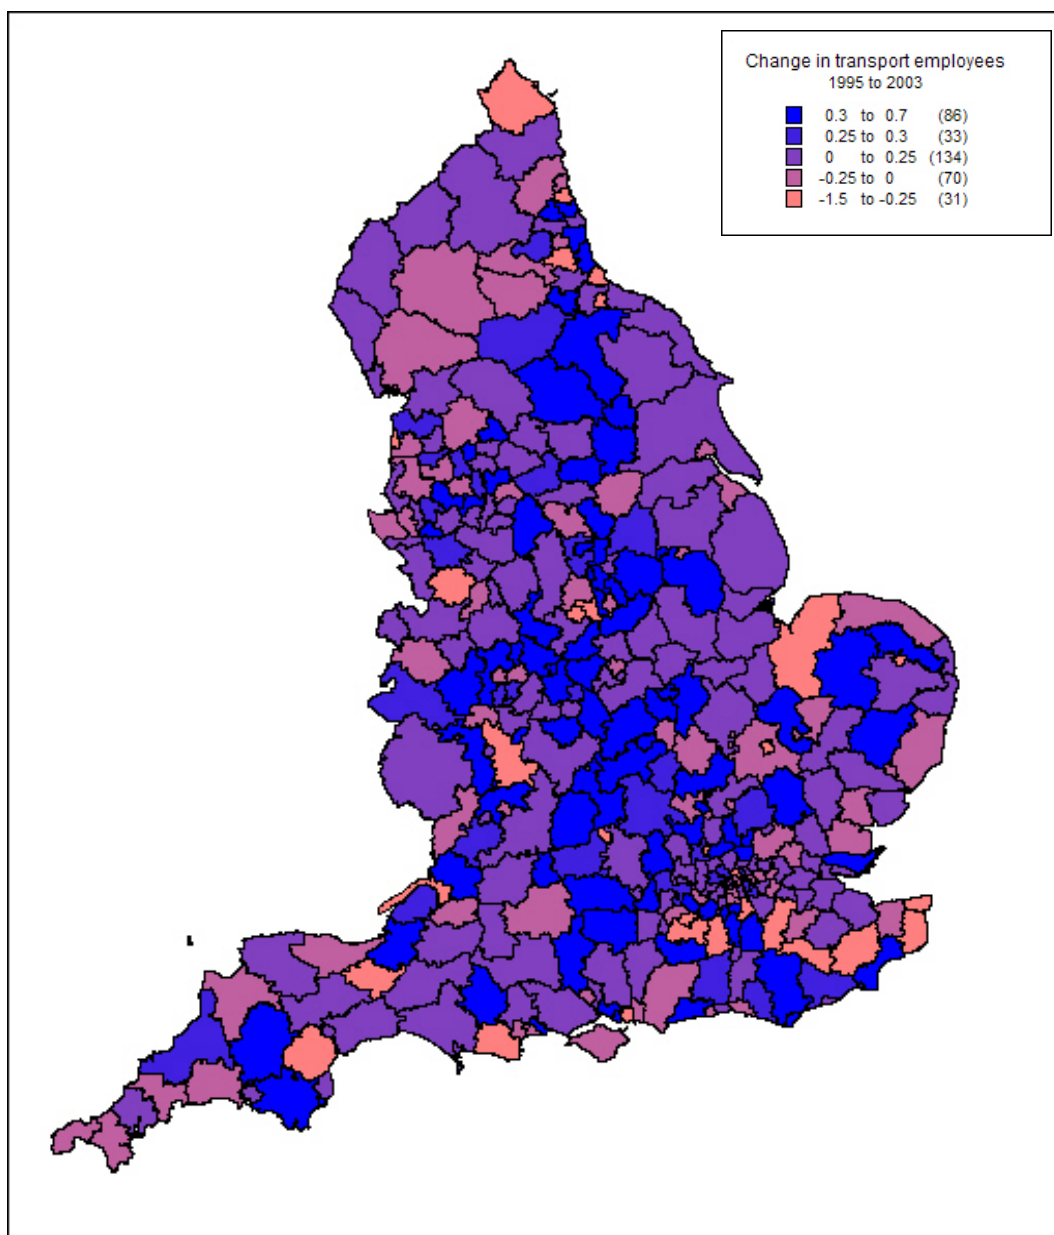 Change in transport employees
1995 to 2003
0.3 to 0.7 (86)
0.25 to 0.3 (33)
0 to 0.25 (134)
-0.25 to 0 (70)
-1.5 to -0.25 (31)